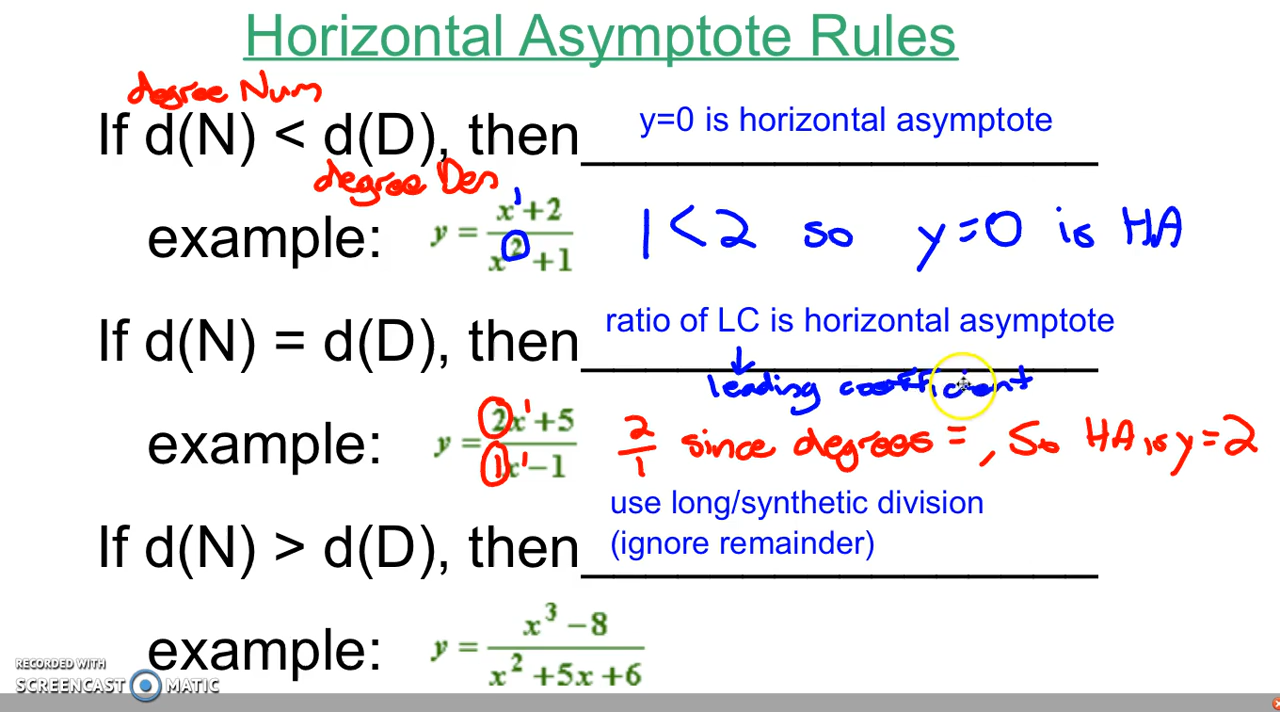 Horizontal Asymptote Rules
degree Num
If d(N) < d(D), then y=0 is horizontal asymptote
degree Den
example: y = (x¹+2)/(x²+1) 1<2 so y=0 is HA
If d(N) = d(D), then ratio of LC is horizontal asymptote
leading coefficient
example: y = (2x¹+5)/(1x¹−1) 2/1 since degrees =, so HA is y=2
If d(N) > d(D), then use long/synthetic division
(ignore remainder)
example: y = (x³−8)/(x²+5x+6)
RECORDED WITH
SCREENCAST MATIC